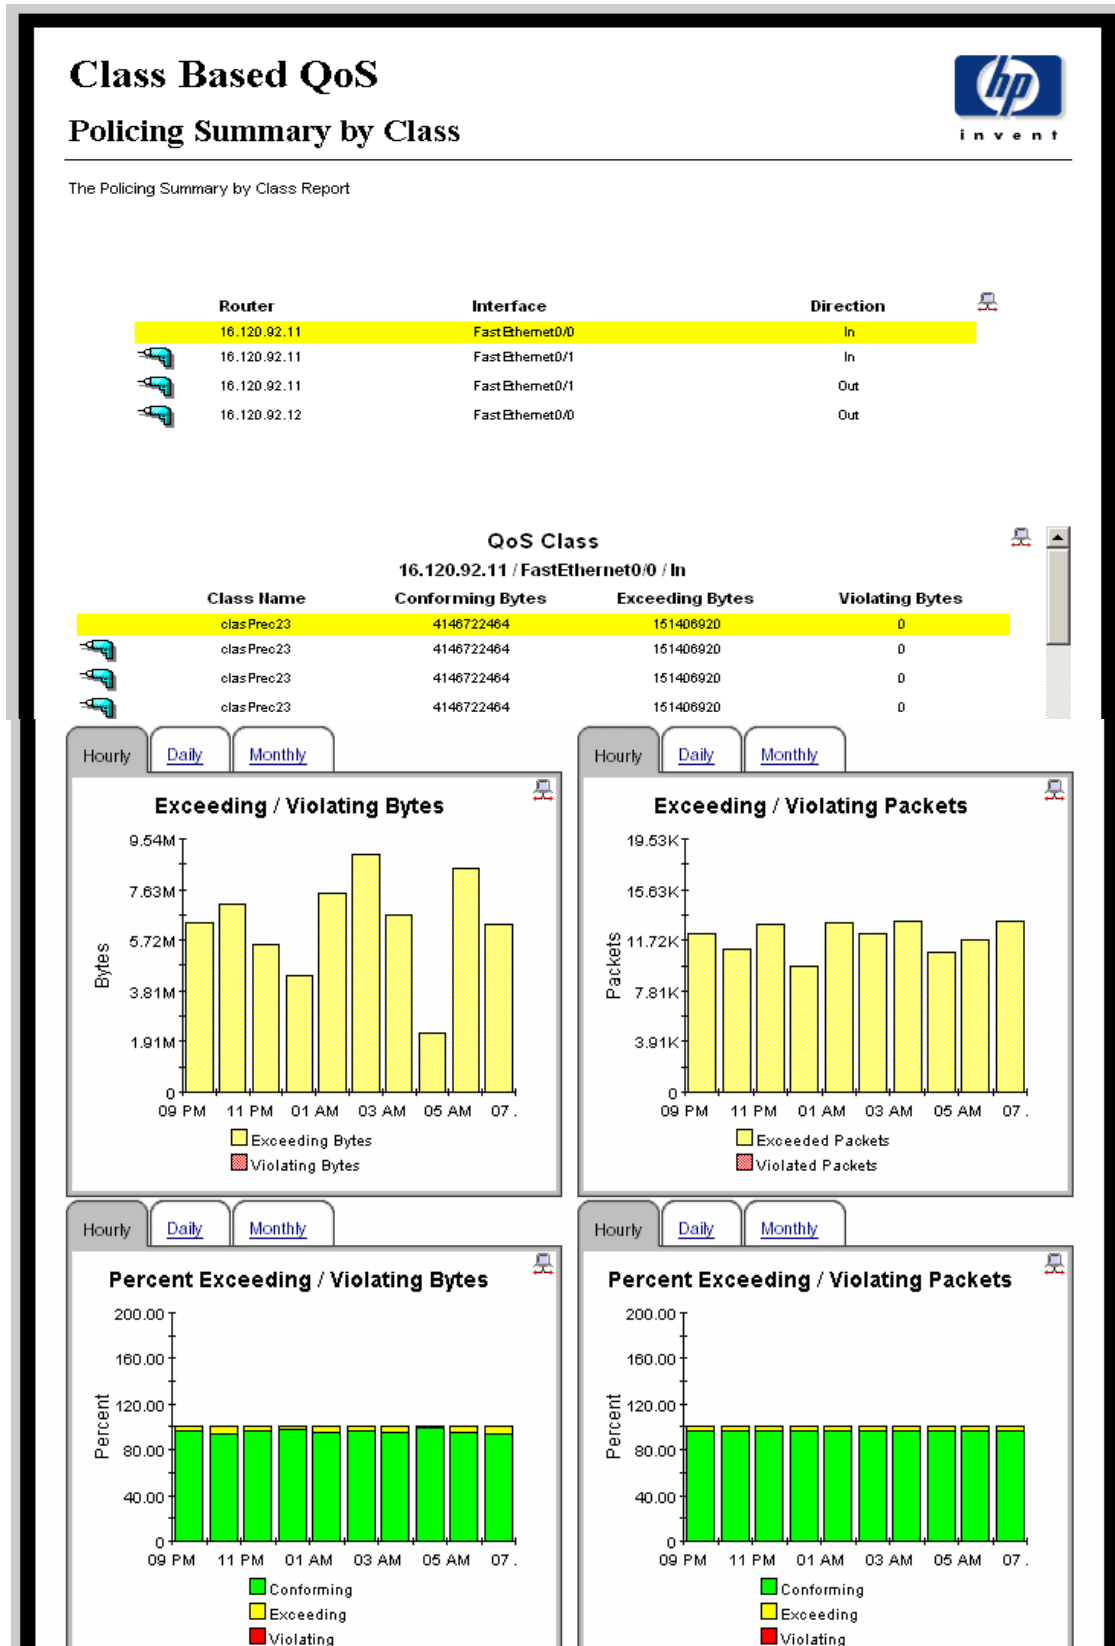 Class Based QoS
hp
invent
Policing Summary by Class
The Policing Summary by Class Report
Router Interface Direction
16.120.92.11 FastEthernet0/0 In
16.120.92.11 FastEthernet0/1 In
16.120.92.11 FastEthernet0/1 Out
16.120.92.12 FastEthernet0/0 Out
QoS Class
16.120.92.11 / FastEthernet0/0 / In
Class Name Conforming Bytes Exceeding Bytes Violating Bytes
clasPrec23 4146722464 151406920 0
clasPrec23 4146722464 151406920 0
clasPrec23 4146722464 151406920 0
clasPrec23 4146722464 151406920 0
Hourly Daily Monthly
Exceeding / Violating Bytes
9.54M
7.63M
5.72M
3.81M
1.91M
0
Bytes
09 PM 11 PM 01 AM 03 AM 05 AM 07 .
Exceeding Bytes
Violating Bytes
Hourly Daily Monthly
Exceeding / Violating Packets
19.53K
15.63K
11.72K
7.81K
3.91K
0
Packets
09 PM 11 PM 01 AM 03 AM 05 AM 07 .
Exceeded Packets
Violated Packets
Hourly Daily Monthly
Percent Exceeding / Violating Bytes
200.00
160.00
120.00
80.00
40.00
0
Percent
09 PM 11 PM 01 AM 03 AM 05 AM 07 .
Conforming
Exceeding
Violating
Hourly Daily Monthly
Percent Exceeding / Violating Packets
200.00
160.00
120.00
80.00
40.00
0
Percent
09 PM 11 PM 01 AM 03 AM 05 AM 07 .
Conforming
Exceeding
Violating